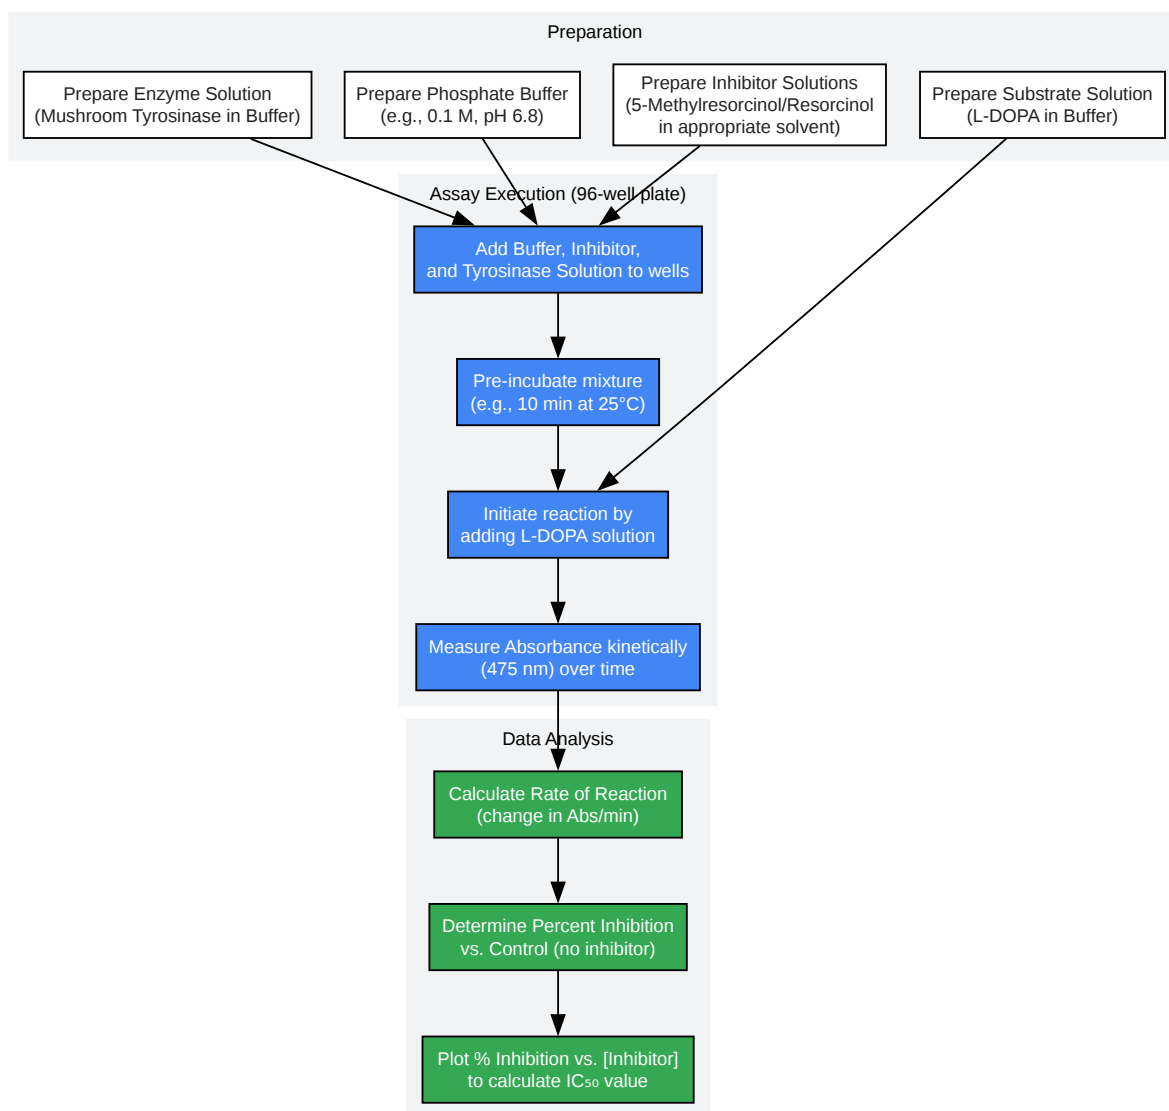 Preparation
Prepare Enzyme Solution
(Mushroom Tyrosinase in Buffer)
Prepare Phosphate Buffer
(e.g., 0.1 M, pH 6.8)
Prepare Inhibitor Solutions
(5-Methylresorcinol/Resorcinol
in appropriate solvent)
Prepare Substrate Solution
(L-DOPA in Buffer)
Assay Execution (96-well plate)
Add Buffer, Inhibitor,
and Tyrosinase Solution to wells
Pre-incubate mixture
(e.g., 10 min at 25°C)
Initiate reaction by
adding L-DOPA solution
Measure Absorbance kinetically
(475 nm) over time
Data Analysis
Calculate Rate of Reaction
(change in Abs/min)
Determine Percent Inhibition
vs. Control (no inhibitor)
Plot % Inhibition vs. [Inhibitor]
to calculate IC₅₀ value